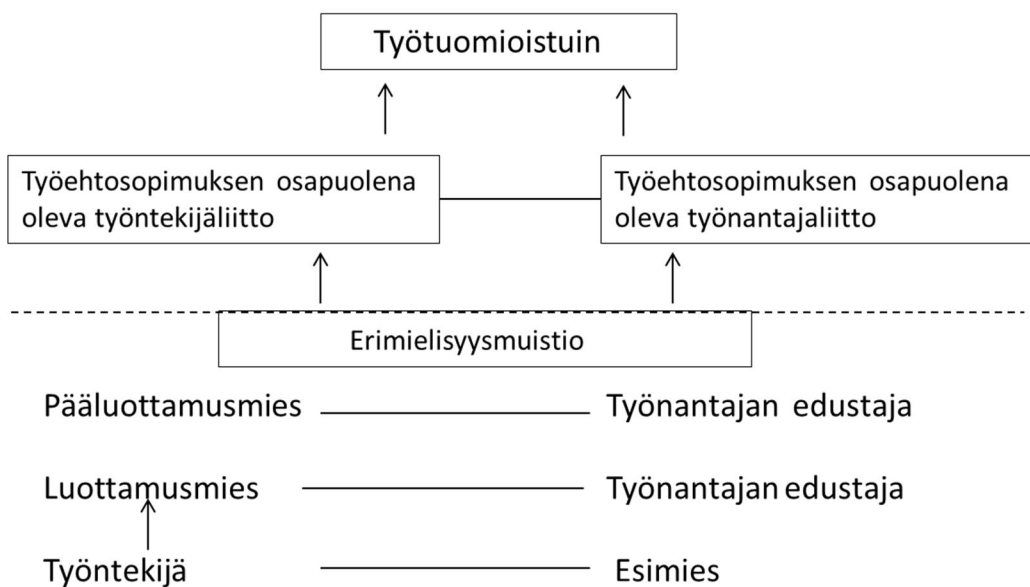 Työtuomioistuin
Työehtosopimuksen osapuolena
oleva työntekijäliitto
Työehtosopimuksen osapuolena
oleva työnantajaliitto
Erimielisyysmuistio
Pääluottamusmies
Työnantajan edustaja
Luottamusmies
Työnantajan edustaja
Työntekijä
Esimies